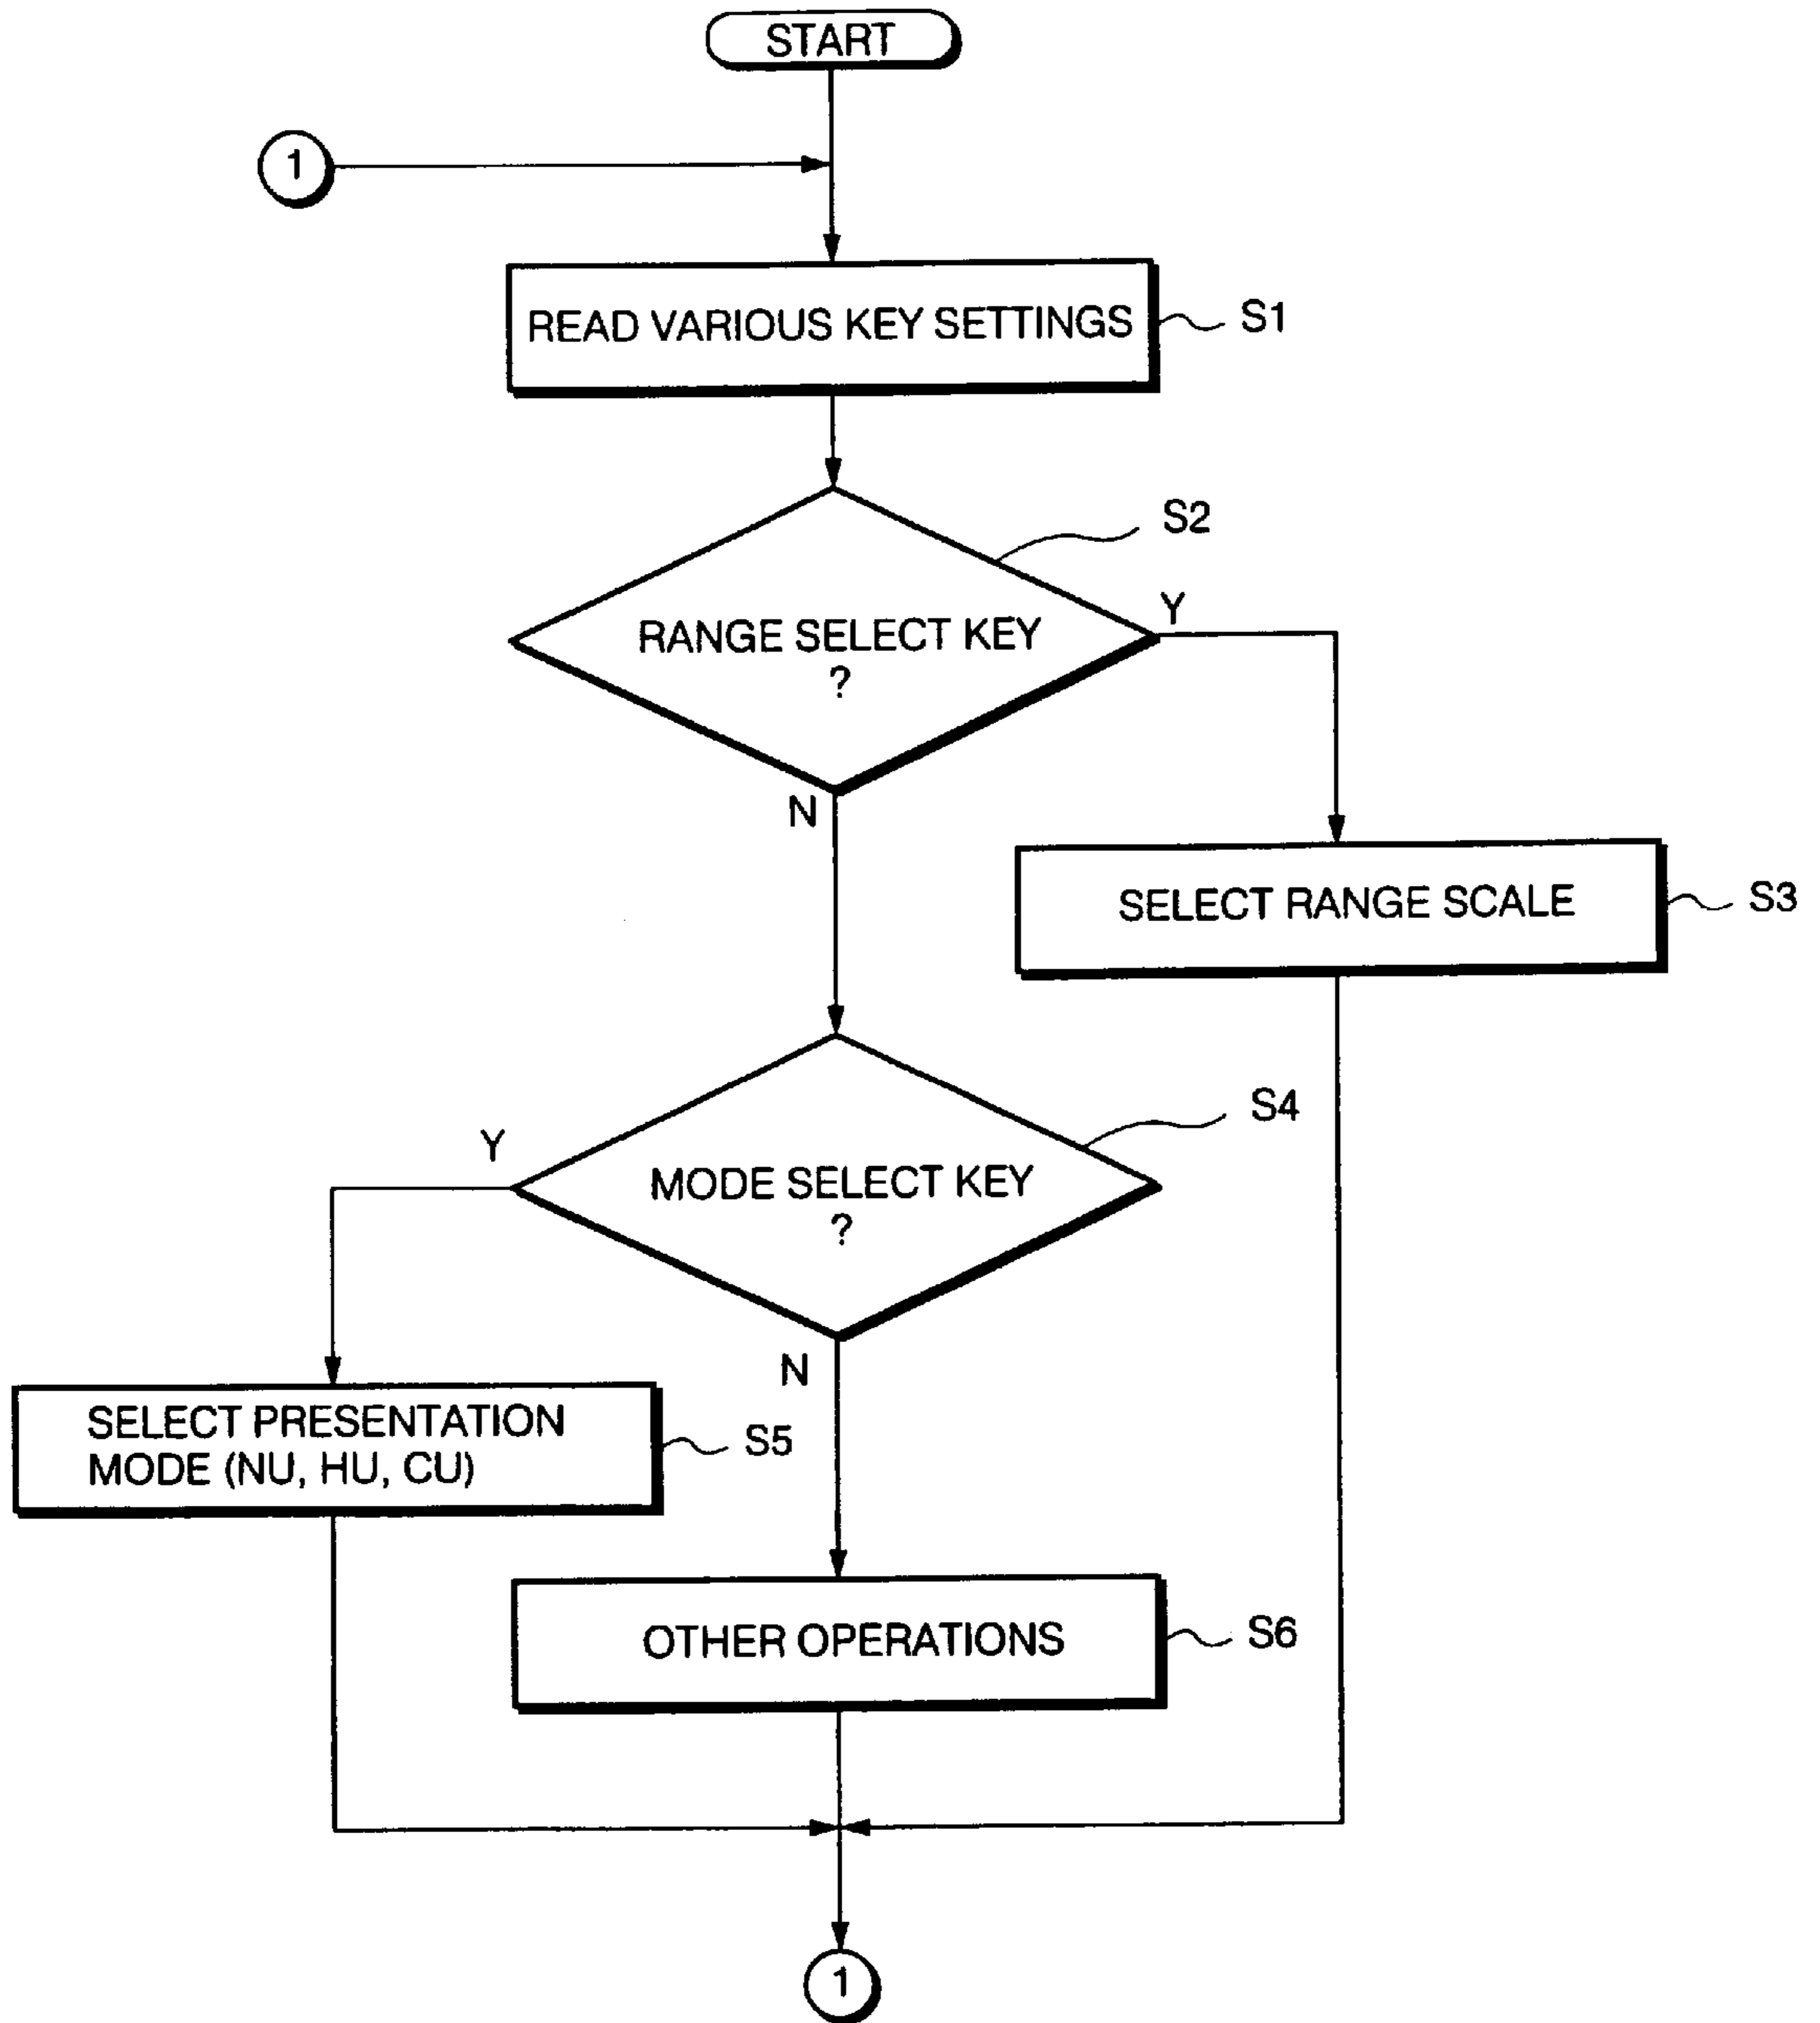 START
1
READ VARIOUS KEY SETTINGS
S1
S2
RANGE SELECT KEY
?
Y
N
SELECT RANGE SCALE
S3
S4
MODE SELECT KEY
?
Y
N
SELECT PRESENTATION
MODE (NU, HU, CU)
S5
OTHER OPERATIONS
S6
1